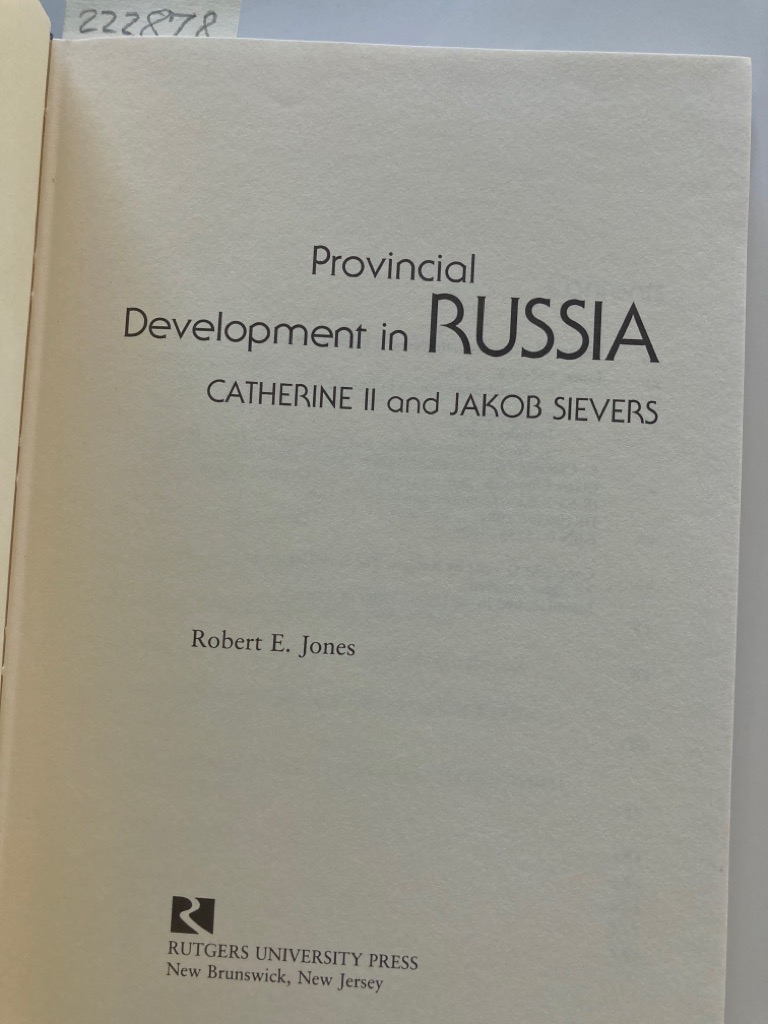 222878
Provincial
Development in RUSSIA
CATHERINE II and JAKOB SIEVERS
Robert E. Jones
RUTGERS UNIVERSITY PRESS
New Brunswick, New Jersey